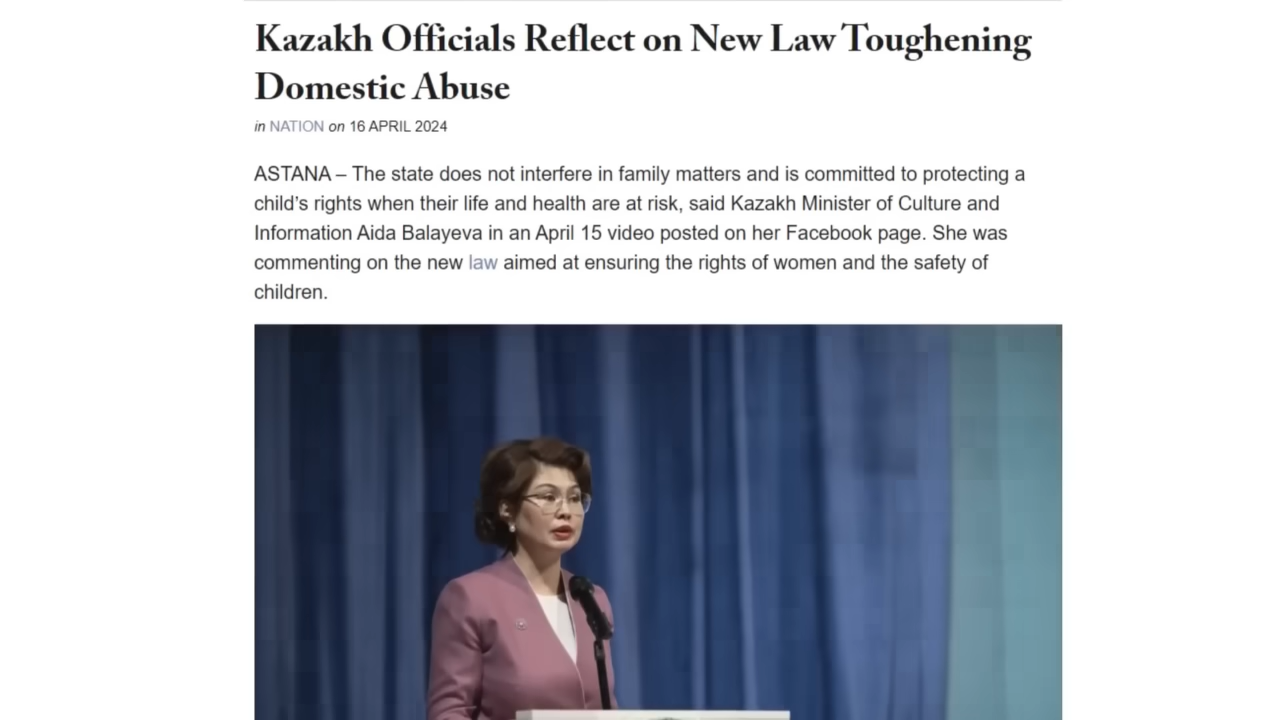 Kazakh Officials Reflect on New Law Toughening
Domestic Abuse
in NATION on 16 APRIL 2024
ASTANA – The state does not interfere in family matters and is committed to protecting a
child’s rights when their life and health are at risk, said Kazakh Minister of Culture and
Information Aida Balayeva in an April 15 video posted on her Facebook page. She was
commenting on the new law aimed at ensuring the rights of women and the safety of
children.